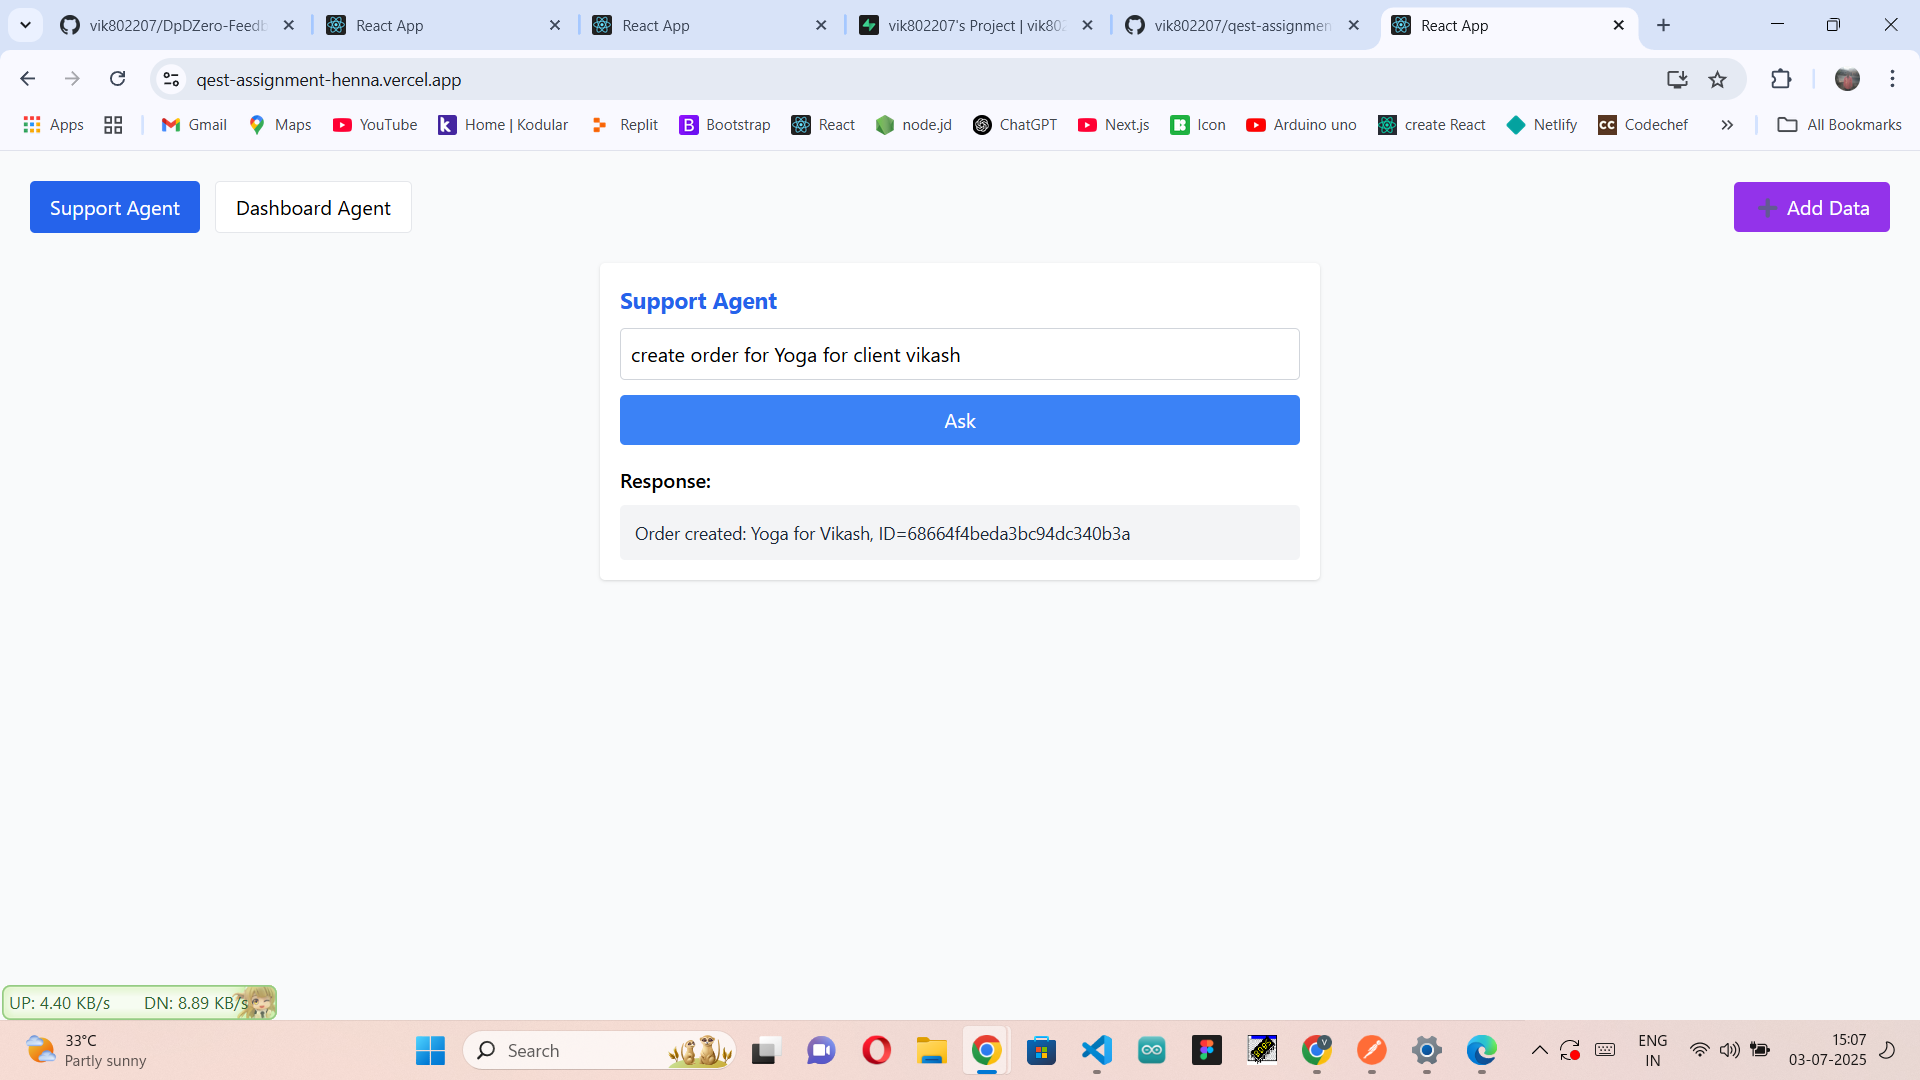 vik802207/DpDZero-Feedb
React App
React App
vik802207's Project | vik802
vik802207/qest-assignmen
React App
qest-assignment-henna.vercel.app
Apps
Gmail
Maps
YouTube
Home | Kodular
Replit
Bootstrap
React
node.jd
ChatGPT
Next.js
Icon
Arduino uno
create React
Netlify
Codechef
All Bookmarks
Support Agent
Dashboard Agent
Add Data
Support Agent
create order for Yoga for client vikash
Ask
Response:
Order created: Yoga for Vikash, ID=68664f4beda3bc94dc340b3a
UP: 4.40 KB/s DN: 8.89 KB/s
33°C
Partly sunny
Search
ENG
IN
15:07
03-07-2025